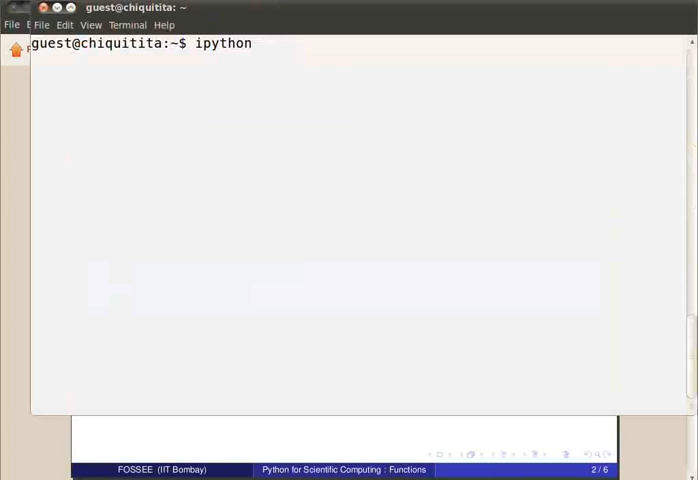 guest@chiquitita: ~
File File Edit View Terminal Help
guest@chiquitita:~$ ipython
FOSSEE (IIT Bombay) Python for Scientific Computing : Functions 2 / 6